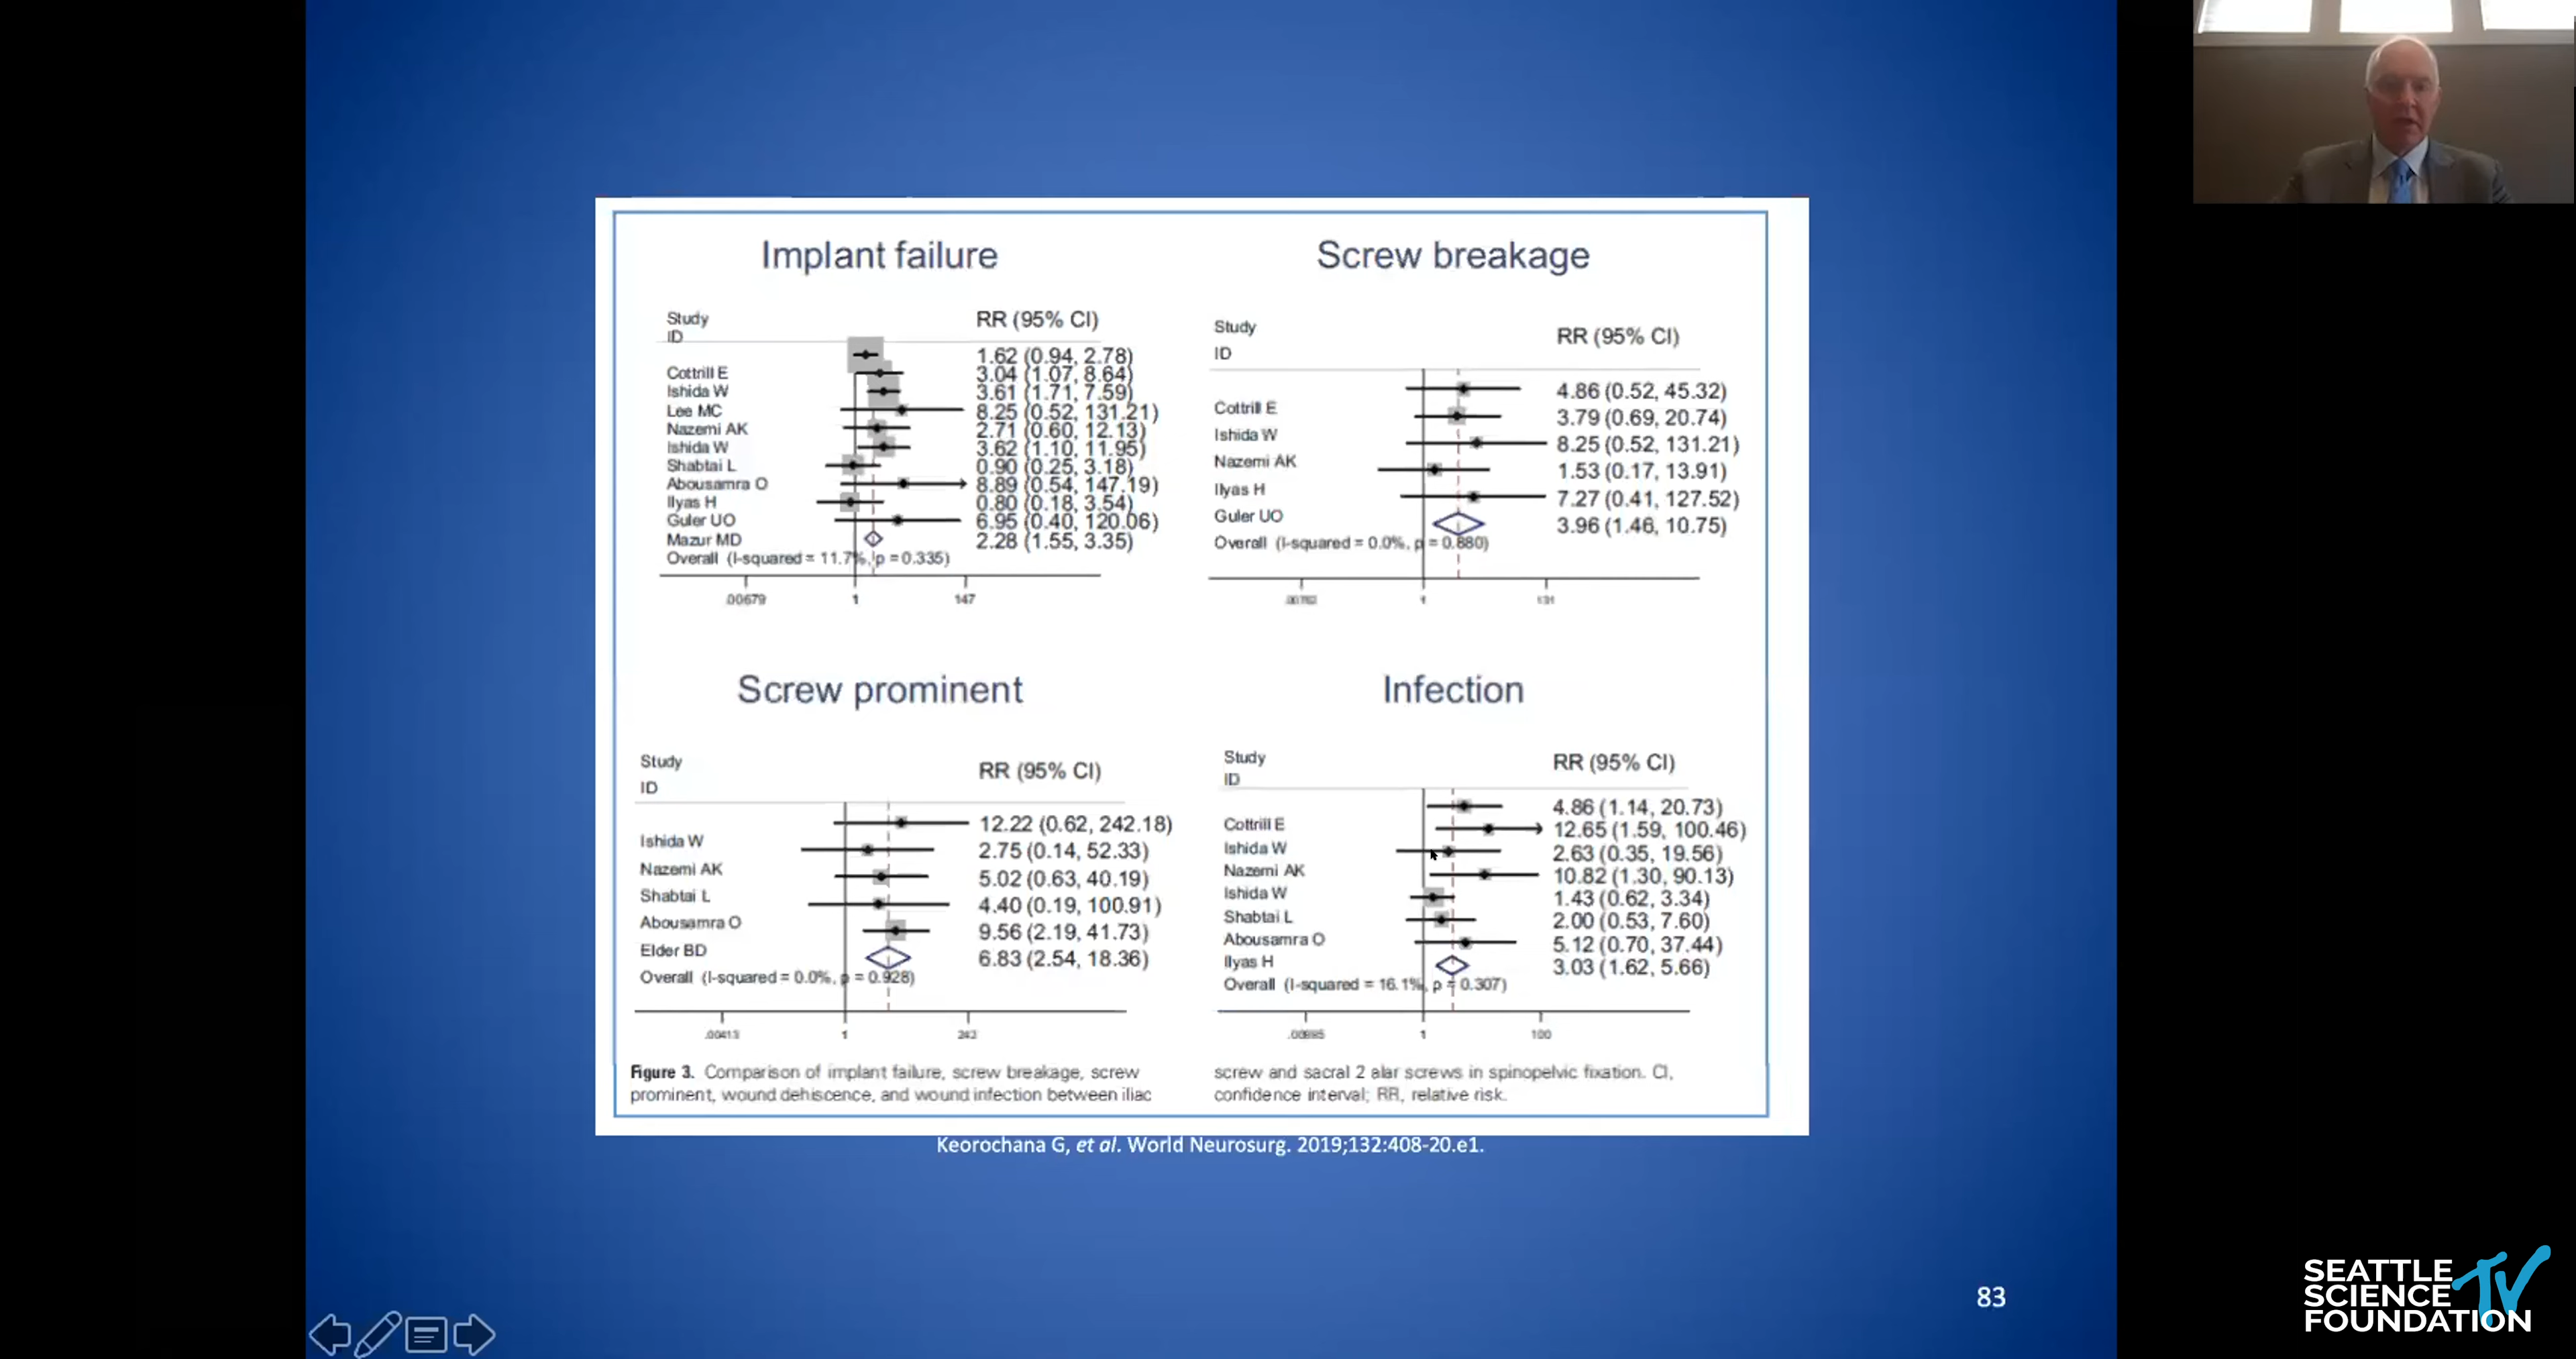 Implant failure
Study
ID
RR (95% CI)
1.62 (0.94, 2.78)
Cottrill E
3.04 (1.07, 8.64)
Ishida W
3.61 (1.71, 7.59)
Lee MC
8.25 (0.52, 131.21)
Nazemi AK
2.71 (0.60, 12.13)
Ishida W
3.62 (1.10, 11.95)
Shabtai L
0.90 (0.25, 3.18)
Abousamra O
8.89 (0.54, 147.19)
Ilyas H
0.80 (0.18, 3.54)
Guler UO
6.95 (0.40, 120.06)
Mazur MD
2.28 (1.55, 3.35)
Overall (I-squared = 11.7%, p = 0.335)
.00679 1 147
Screw breakage
Study
ID
RR (95% CI)
4.86 (0.52, 45.32)
Cottrill E
3.79 (0.69, 20.74)
Ishida W
8.25 (0.52, 131.21)
Nazemi AK
1.53 (0.17, 13.91)
Ilyas H
7.27 (0.41, 127.52)
Guler UO
3.96 (1.46, 10.75)
Overall (I-squared = 0.0%, p = 0.880)
1 131
Screw prominent
Study
ID
RR (95% CI)
12.22 (0.62, 242.18)
Ishida W
2.75 (0.14, 52.33)
Nazemi AK
5.02 (0.63, 40.19)
Shabtai L
4.40 (0.19, 100.91)
Abousamra O
9.56 (2.19, 41.73)
Elder BD
6.83 (2.54, 18.36)
Overall (I-squared = 0.0%, p = 0.928)
.00413 1 242
Infection
Study
ID
RR (95% CI)
4.86 (1.14, 20.73)
Cottrill E
12.65 (1.59, 100.46)
Ishida W
2.63 (0.35, 19.56)
Nazemi AK
10.82 (1.30, 90.13)
Ishida W
1.43 (0.62, 3.34)
Shabtai L
2.00 (0.53, 7.60)
Abousamra O
5.12 (0.70, 37.44)
Ilyas H
3.03 (1.62, 5.66)
Overall (I-squared = 16.1%, p = 0.307)
1 100
Figure 3. Comparison of implant failure, screw breakage, screw
prominent, wound dehiscence, and wound infection between iliac
screw and sacral 2 alar screws in spinopelvic fixation. CI,
confidence interval; RR, relative risk.
Keorochana G, et al. World Neurosurg. 2019;132:408-20.e1.
83
SEATTLE
SCIENCE TV
FOUNDATION